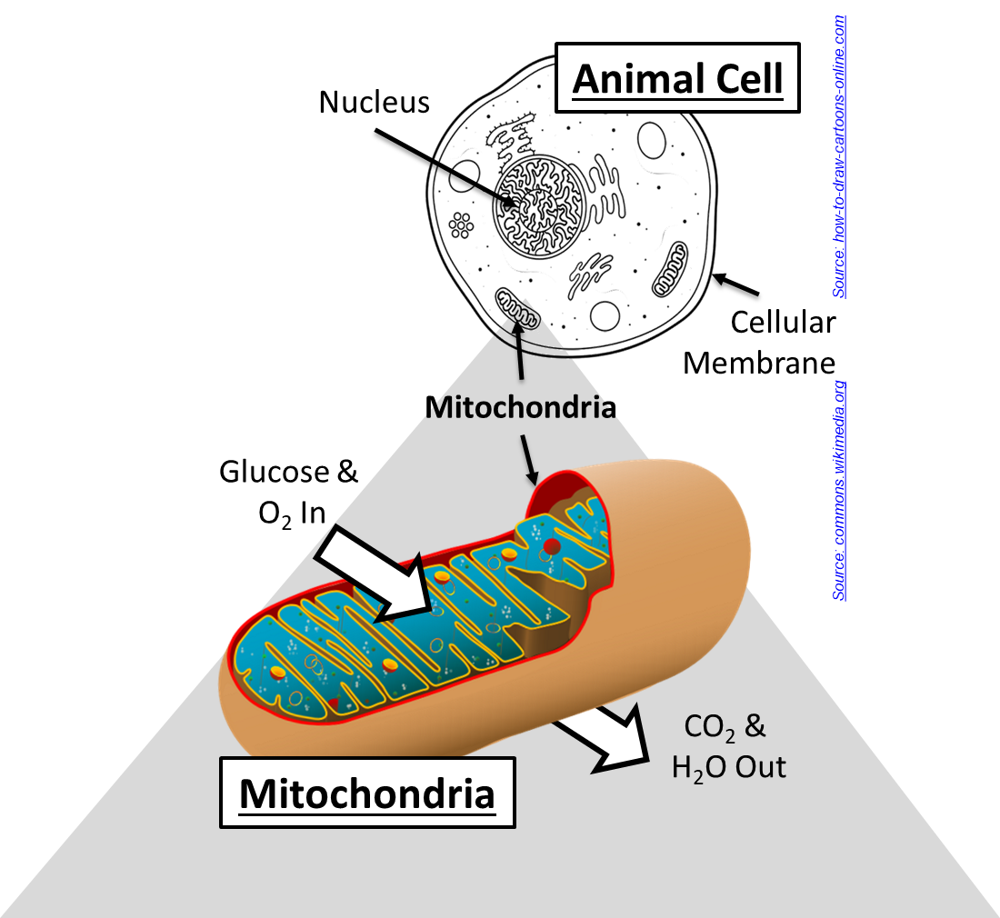 Animal Cell
Nucleus
Source: how-to-draw-cartoons-online.com
Cellular
Membrane
Mitochondria
Source: commons.wikimedia.org
Glucose &
O₂ In
CO₂ &
H₂O Out
Mitochondria